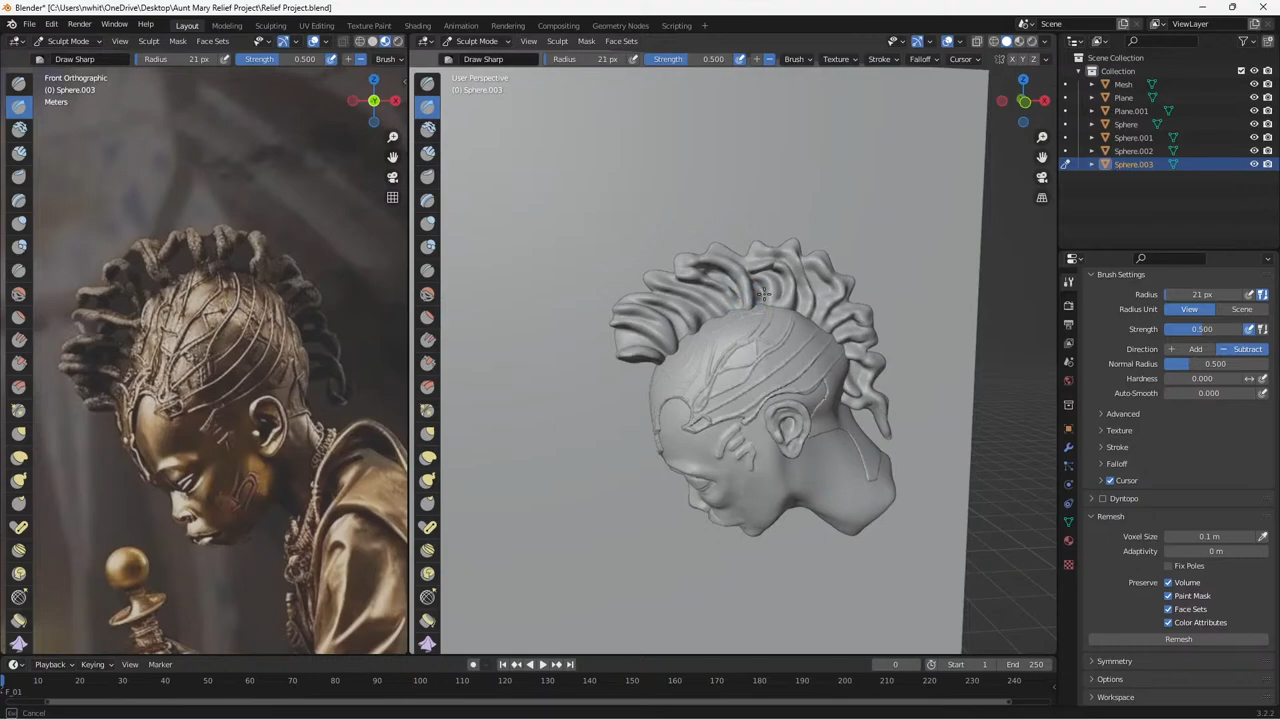 Blender* [C:\Users\nwhit\OneDrive\Desktop\Aunt Mary Relief Project\Relief Project.blend]
File Edit Render Window Help Layout Modeling Sculpting UV Editing Texture Paint Shading Animation Rendering Compositing Geometry Nodes Scripting + Scene ViewLayer
Sculpt Mode View Sculpt Mask Face Sets
Draw Sharp Radius 21 px Strength 0.500 + − Brush
Front Orthographic
(0) Sphere.003
Meters
Sculpt Mode View Sculpt Mask Face Sets
Draw Sharp Radius 21 px Strength 0.500 + − Brush Texture Stroke Falloff Cursor X Y Z
User Perspective
(0) Sphere.003
Z
Scene Collection
Collection
Mesh
Plane
Plane.001
Sphere
Sphere.001
Sphere.002
Sphere.003
Brush Settings
Radius 21 px
Radius Unit View Scene
Strength 0.500
Direction + Add − Subtract
Normal Radius 0.500
Hardness 0.000
Auto-Smooth 0.000
Advanced
Texture
Stroke
Falloff
Cursor
Dyntopo
Remesh
Voxel Size 0.1 m
Adaptivity 0 m
Fix Poles
Preserve Volume
Paint Mask
Face Sets
Color Attributes
Remesh
Symmetry
Options
Workspace
Playback Keying View Marker 0 Start 1 End 250
10 20 30 40 50 60 70 80 90 100 110 120 130 140 150 160 170 180 190 200 210 220 230 240
F_01
Cancel 3.2.2